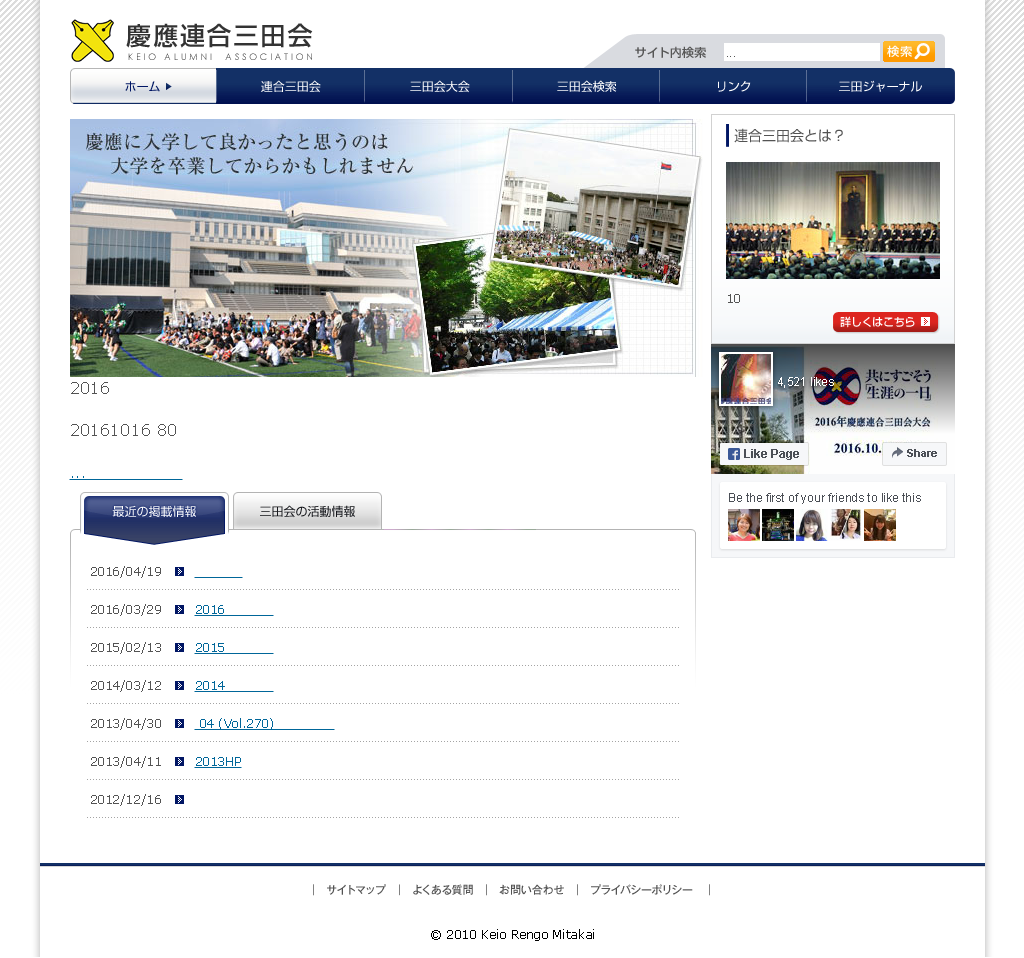 慶應連合三田会
KEIO ALUMNI ASSOCIATION
サイト内検索
...
検索
ホーム
連合三田会
三田会大会
三田会検索
リンク
三田ジャーナル
慶應に入学して良かったと思うのは
大学を卒業してからかもしれません
2016
20161016 80
...
最近の掲載情報
三田会の活動情報
2016/04/19
2016/03/29 2016
2015/02/13 2015
2014/03/12 2014
2013/04/30 04 (Vol.270)
2013/04/11 2013HP
2012/12/16
連合三田会とは？
10
詳しくはこちら
4,521 likes
共にすごそう
「生涯の一日」
2016年慶應連合三田会大会
2016.10.
Like Page
Share
Be the first of your friends to like this
サイトマップ
よくある質問
お問い合わせ
プライバシーポリシー
© 2010 Keio Rengo Mitakai